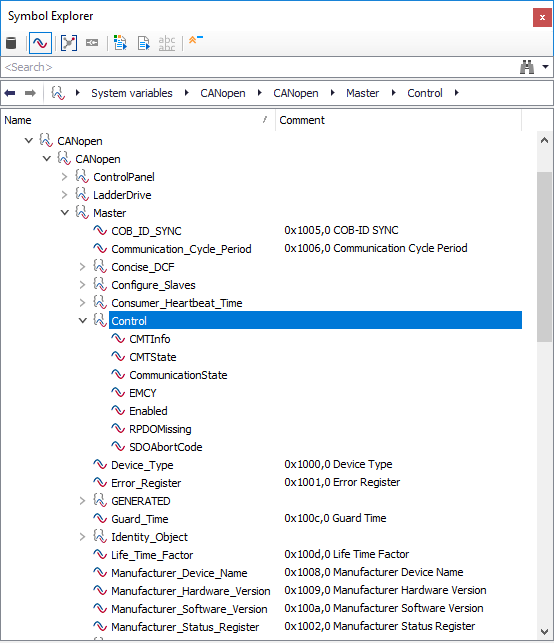 Symbol Explorer
x
abc
abc
<Search>
System variables CANopen CANopen Master Control
Name / Comment
CANopen
CANopen
ControlPanel
LadderDrive
Master
COB_ID_SYNC 0x1005,0 COB-ID SYNC
Communication_Cycle_Period 0x1006,0 Communication Cycle Period
Concise_DCF
Configure_Slaves
Consumer_Heartbeat_Time
Control
CMTInfo
CMTState
CommunicationState
EMCY
Enabled
RPDOMissing
SDOAbortCode
Device_Type 0x1000,0 Device Type
Error_Register 0x1001,0 Error Register
GENERATED
Guard_Time 0x100c,0 Guard Time
Identity_Object
Life_Time_Factor 0x100d,0 Life Time Factor
Manufacturer_Device_Name 0x1008,0 Manufacturer Device Name
Manufacturer_Hardware_Version 0x1009,0 Manufacturer Hardware Version
Manufacturer_Software_Version 0x100a,0 Manufacturer Software Version
Manufacturer_Status_Register 0x1002,0 Manufacturer Status Register